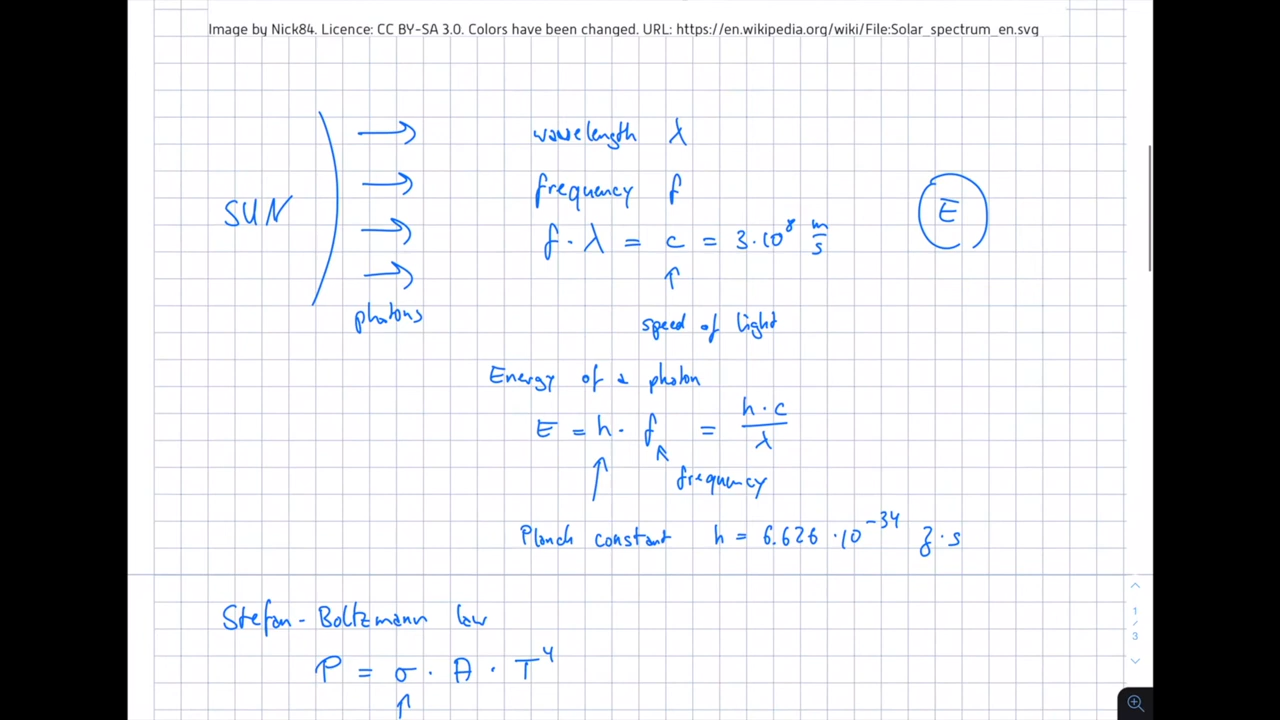 Image by Nick84. Licence: CC BY-SA 3.0. Colors have been changed. URL: https://en.wikipedia.org/wiki/File:Solar_spectrum_en.svg
wavelength λ
frequency f
SUN
E
f · λ = c = 3·10⁸ m/s
photons
speed of light
Energy of a photon
E = h · f = h · c / λ
frequency
Planck constant h = 6.626 · 10⁻³⁴ J · s
Stefan-Boltzmann law
P = σ · A · T⁴
1
/
3